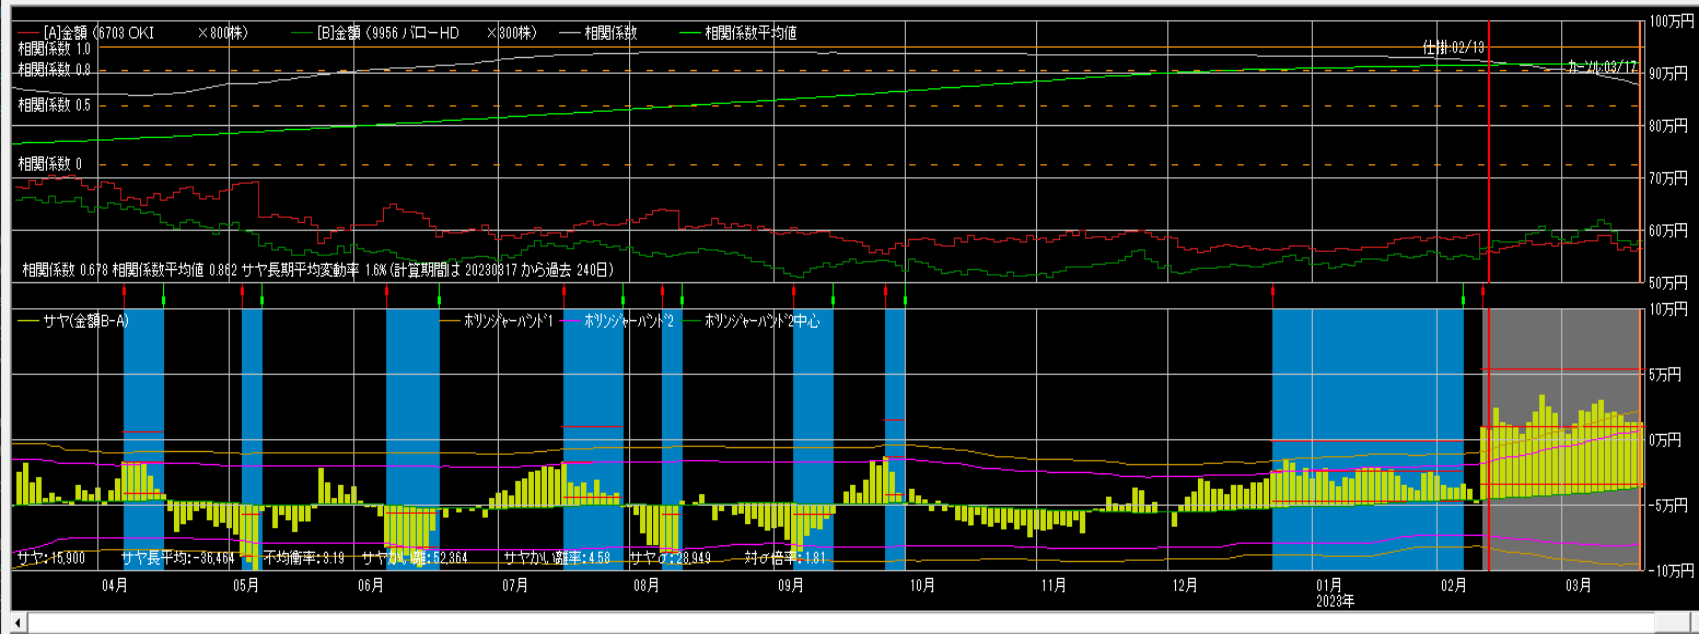 [A]金額 (6703 OKI ×800株) [B]金額 (9956 バローHD ×300株) 相関係数 相関係数平均値
相関係数 1.0
相関係数 0.8
相関係数 0.5
相関係数 0
仕掛:02/13
カーソル:03/17
100万円
90万円
80万円
70万円
60万円
50万円
相関係数 0.678 相関係数平均値 0.862 サヤ長期平均変動率 1.6% (計算期間は 20230317 から過去 240日)
サヤ(金額B-A) ボリンジャーバンド1 ボリンジャーバンド2 ボリンジャーバンド2中心
10万円
5万円
0万円
-5万円
-10万円
サヤ:15,900 サヤ長平均:-36,464 不均衡率:3.19 サヤかい離:52,364 サヤかい離率:4.58 サヤσ:28,949 対σ倍率:1.81
04月 05月 06月 07月 08月 09月 10月 11月 12月 01月 02月 03月
2023年